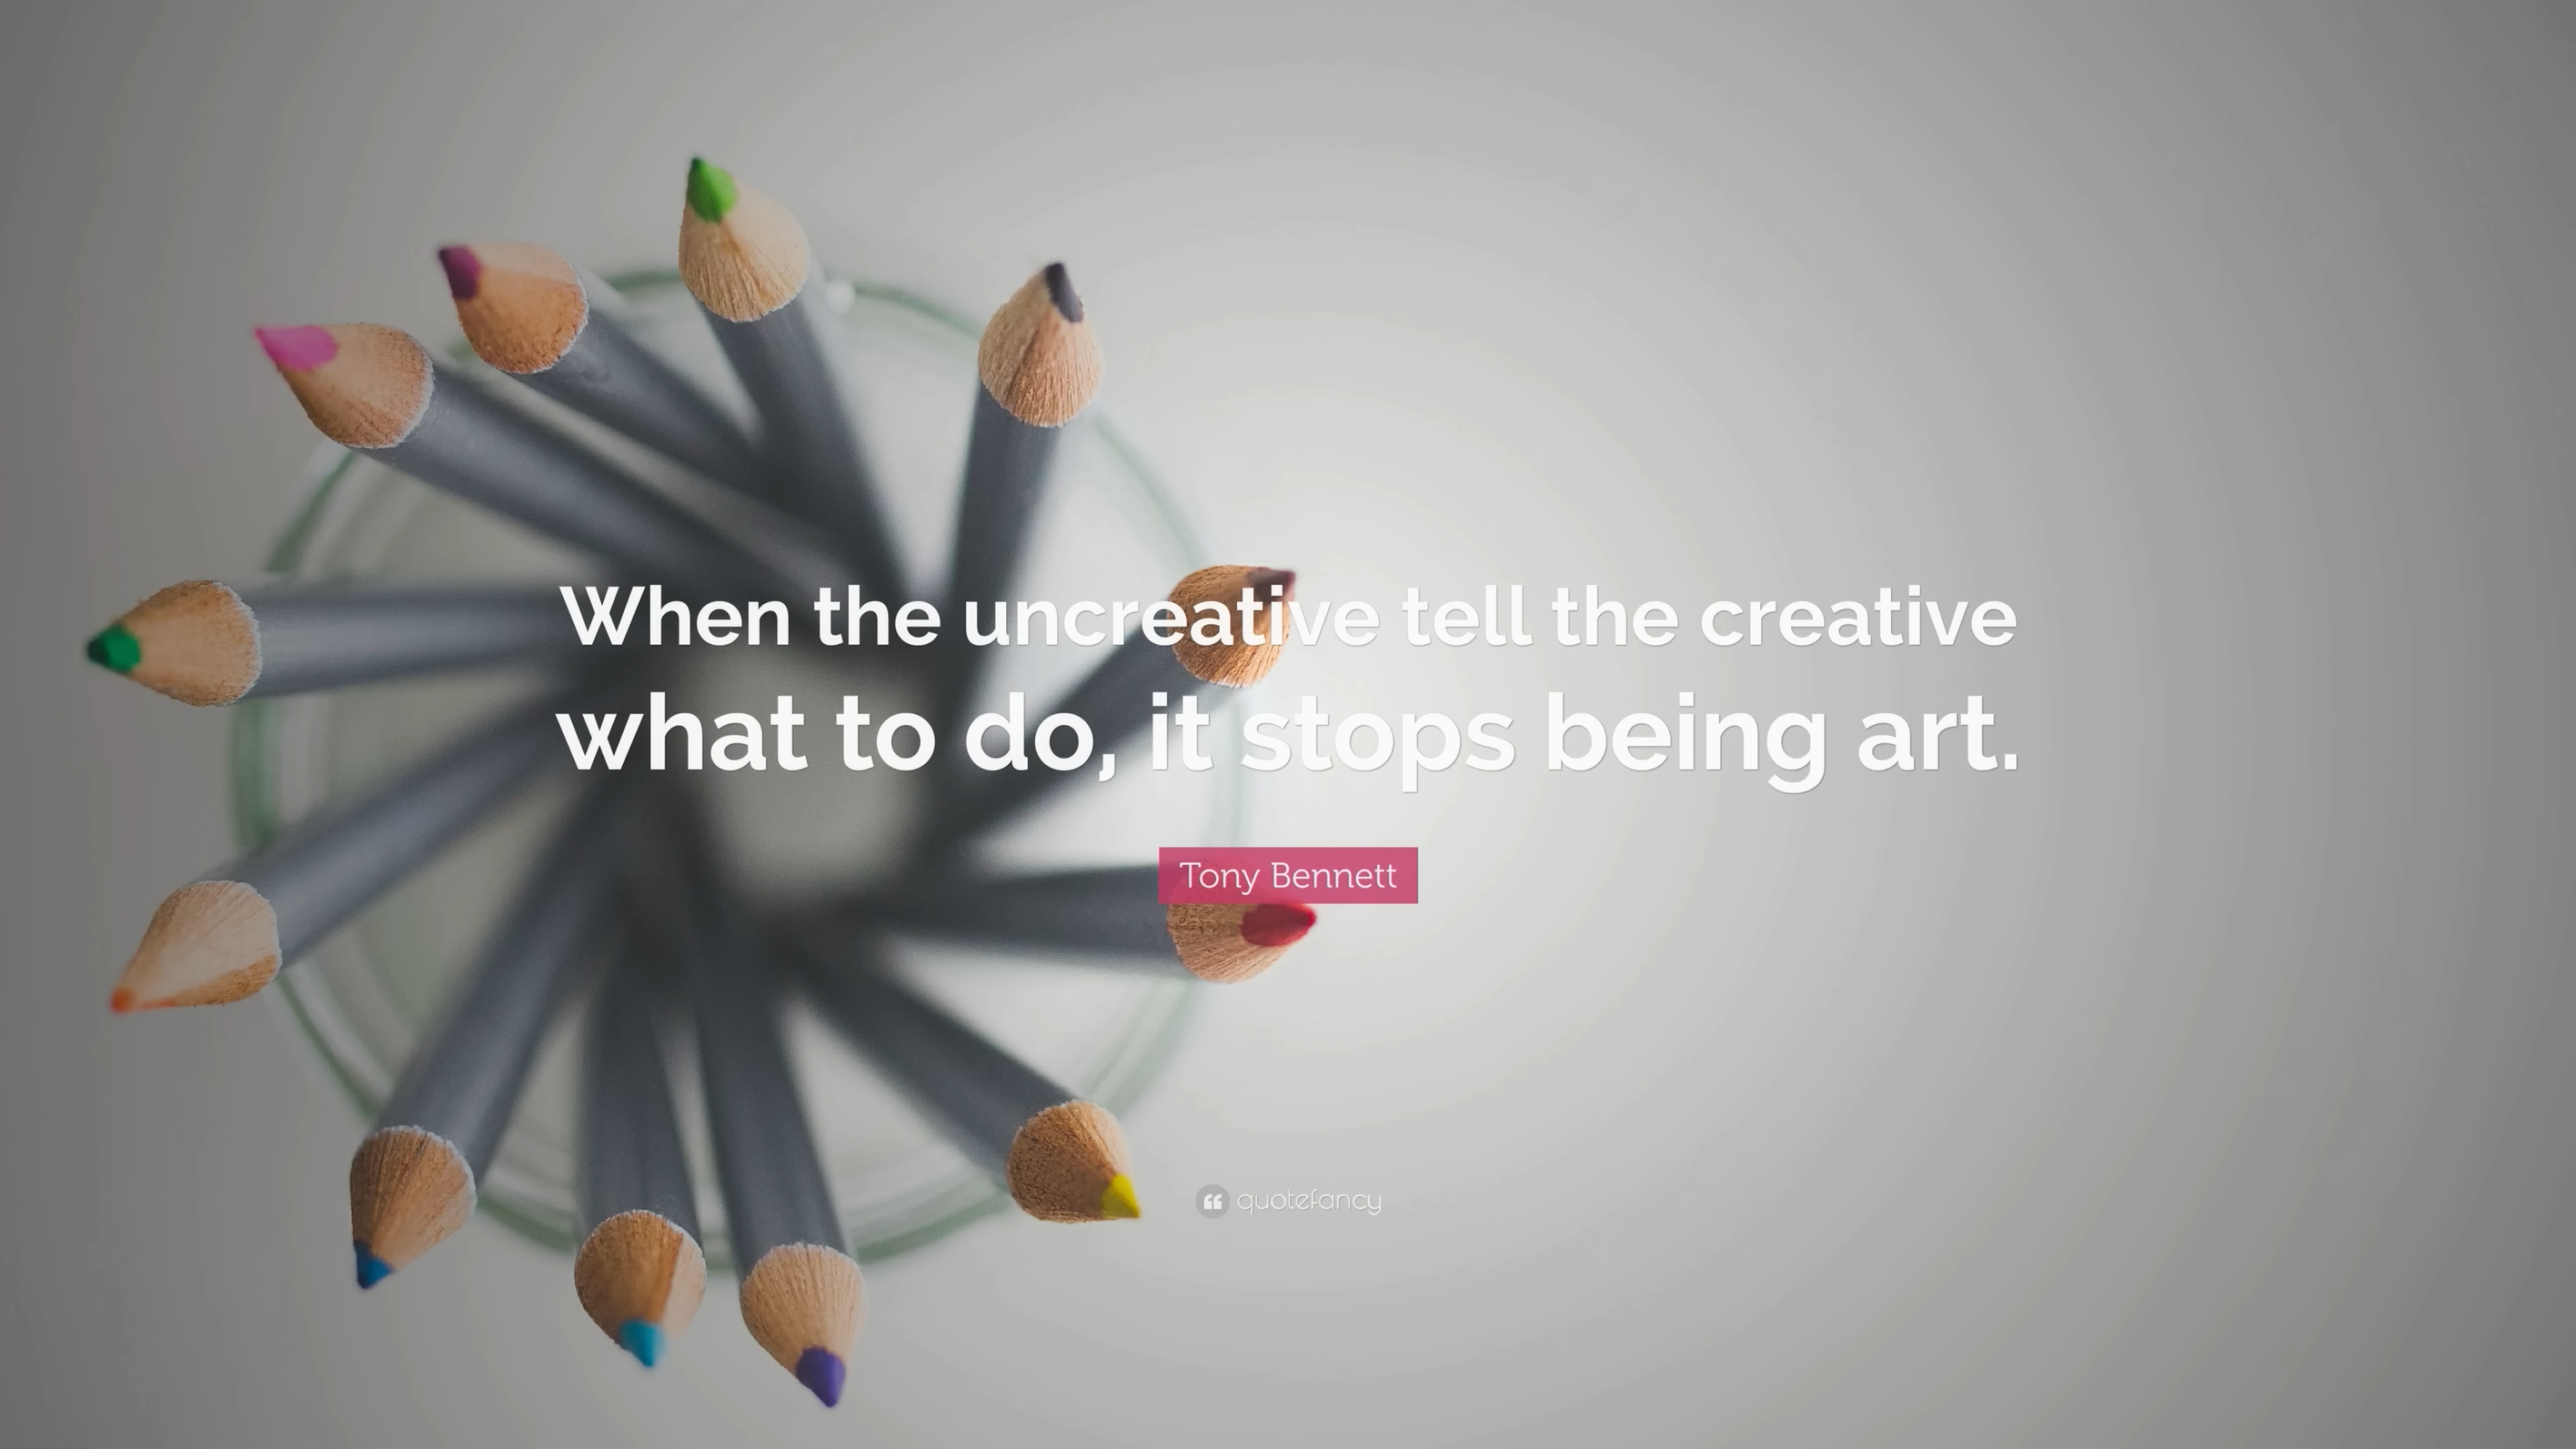 When the uncreative tell the creative
what to do, it stops being art.
Tony Bennett
quotefancy